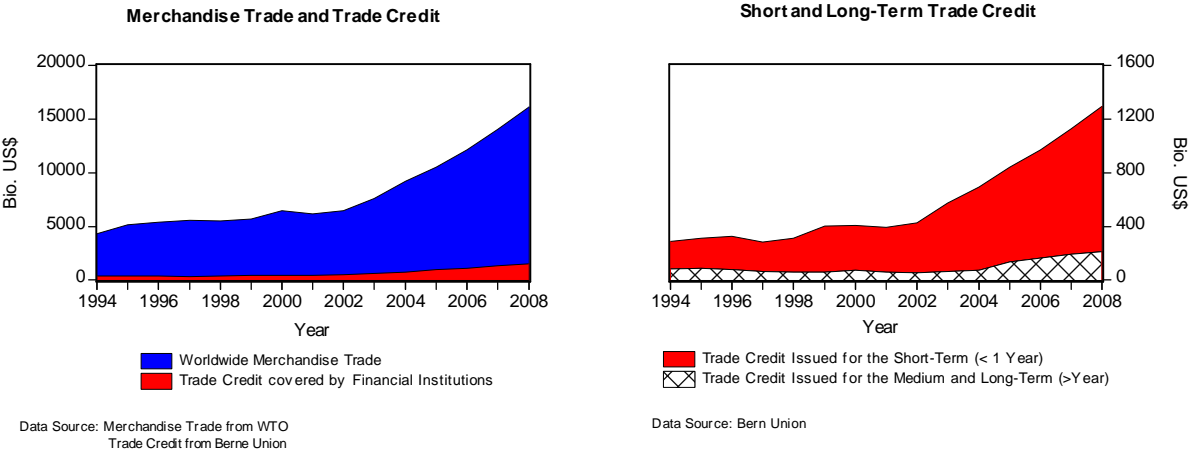 Merchandise Trade and Trade Credit
20000
15000
10000
5000
0
Bio. US$
1994 1996 1998 2000 2002 2004 2006 2008
Year
Worldwide Merchandise Trade
Trade Credit covered by Financial Institutions
Data Source: Merchandise Trade from WTO
Trade Credit from Berne Union
Short and Long-Term Trade Credit
1600
1200
800
400
0
Bio. US$
1994 1996 1998 2000 2002 2004 2006 2008
Year
Trade Credit Issued for the Short-Term (< 1 Year)
Trade Credit Issued for the Medium and Long-Term (>Year)
Data Source: Bern Union